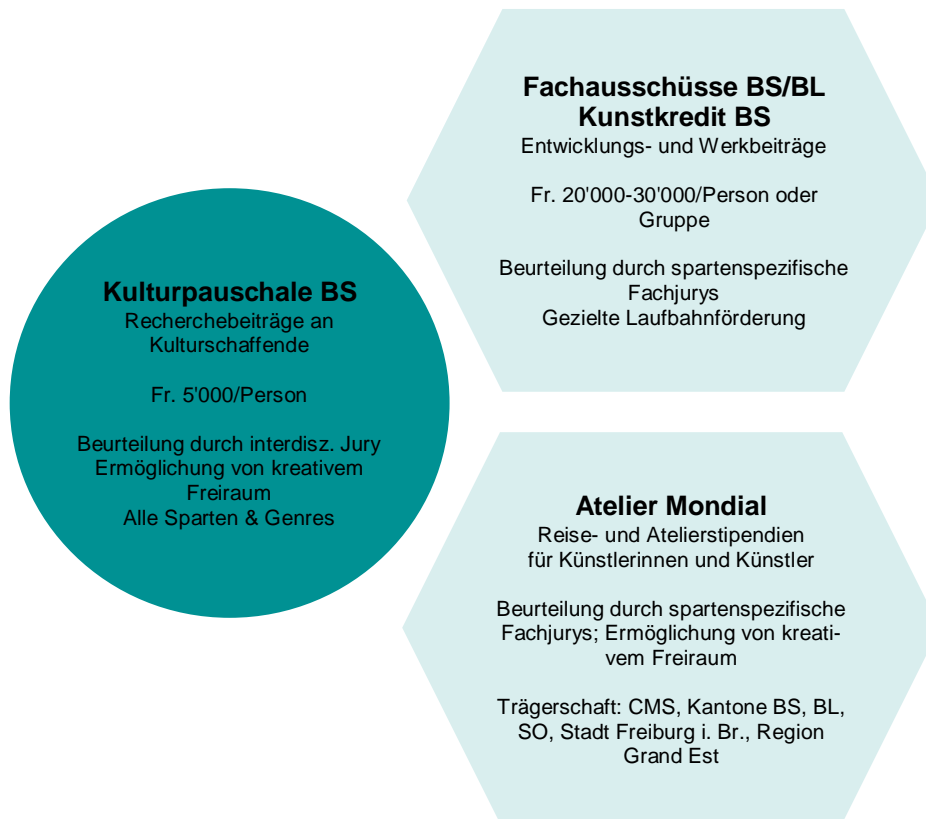 Kulturpauschale BS
Recherchebeiträge an
Kulturschaffende
Fr. 5'000/Person
Beurteilung durch interdisz. Jury
Ermöglichung von kreativem
Freiraum
Alle Sparten & Genres
Fachausschüsse BS/BL
Kunstkredit BS
Entwicklungs- und Werkbeiträge
Fr. 20'000-30'000/Person oder
Gruppe
Beurteilung durch spartenspezifische
Fachjurys
Gezielte Laufbahnförderung
Atelier Mondial
Reise- und Atelierstipendien
für Künstlerinnen und Künstler
Beurteilung durch spartenspezifische
Fachjurys; Ermöglichung von kreati-
vem Freiraum
Trägerschaft: CMS, Kantone BS, BL,
SO, Stadt Freiburg i. Br., Region
Grand Est